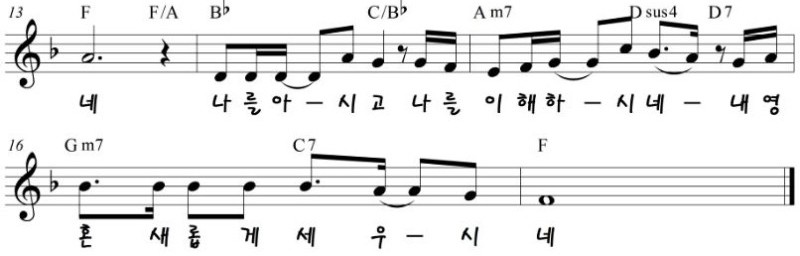 13 F F/A B♭ C/B♭ A m7 D sus4 D 7
네 나 를 아 ― 시 고 나 를 이 해 하 ― 시 네 ― 내 영
16 G m7 C 7 F
혼 새 롭 게 세 우 ― 시 네